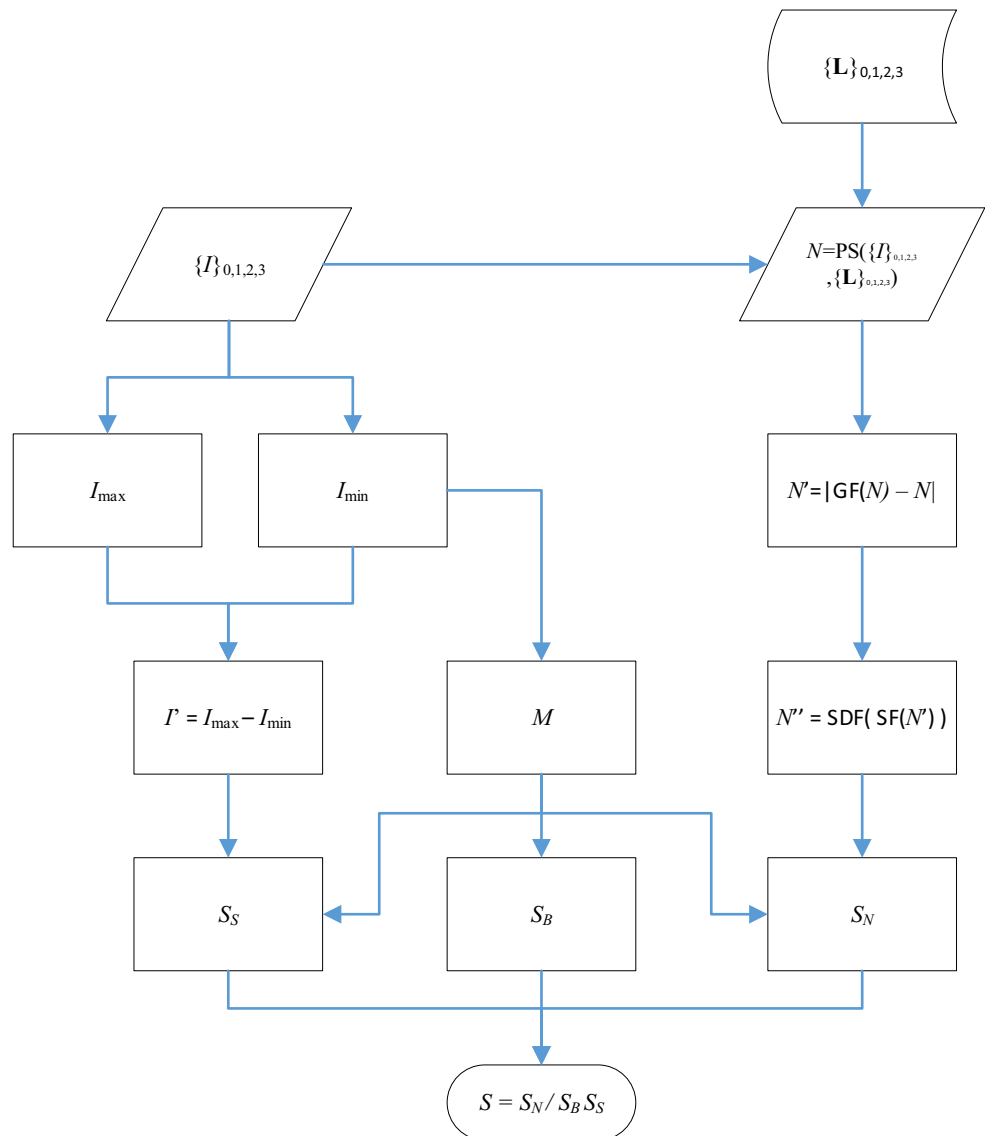 {L}0,1,2,3
{I}0,1,2,3
N=PS({I}0,1,2,3
,{L}0,1,2,3)
Imax
Imin
N'=|GF(N) – N|
I' = Imax – Imin
M
N'' = SDF( SF(N') )
SS
SB
SN
S = SN / SB SS